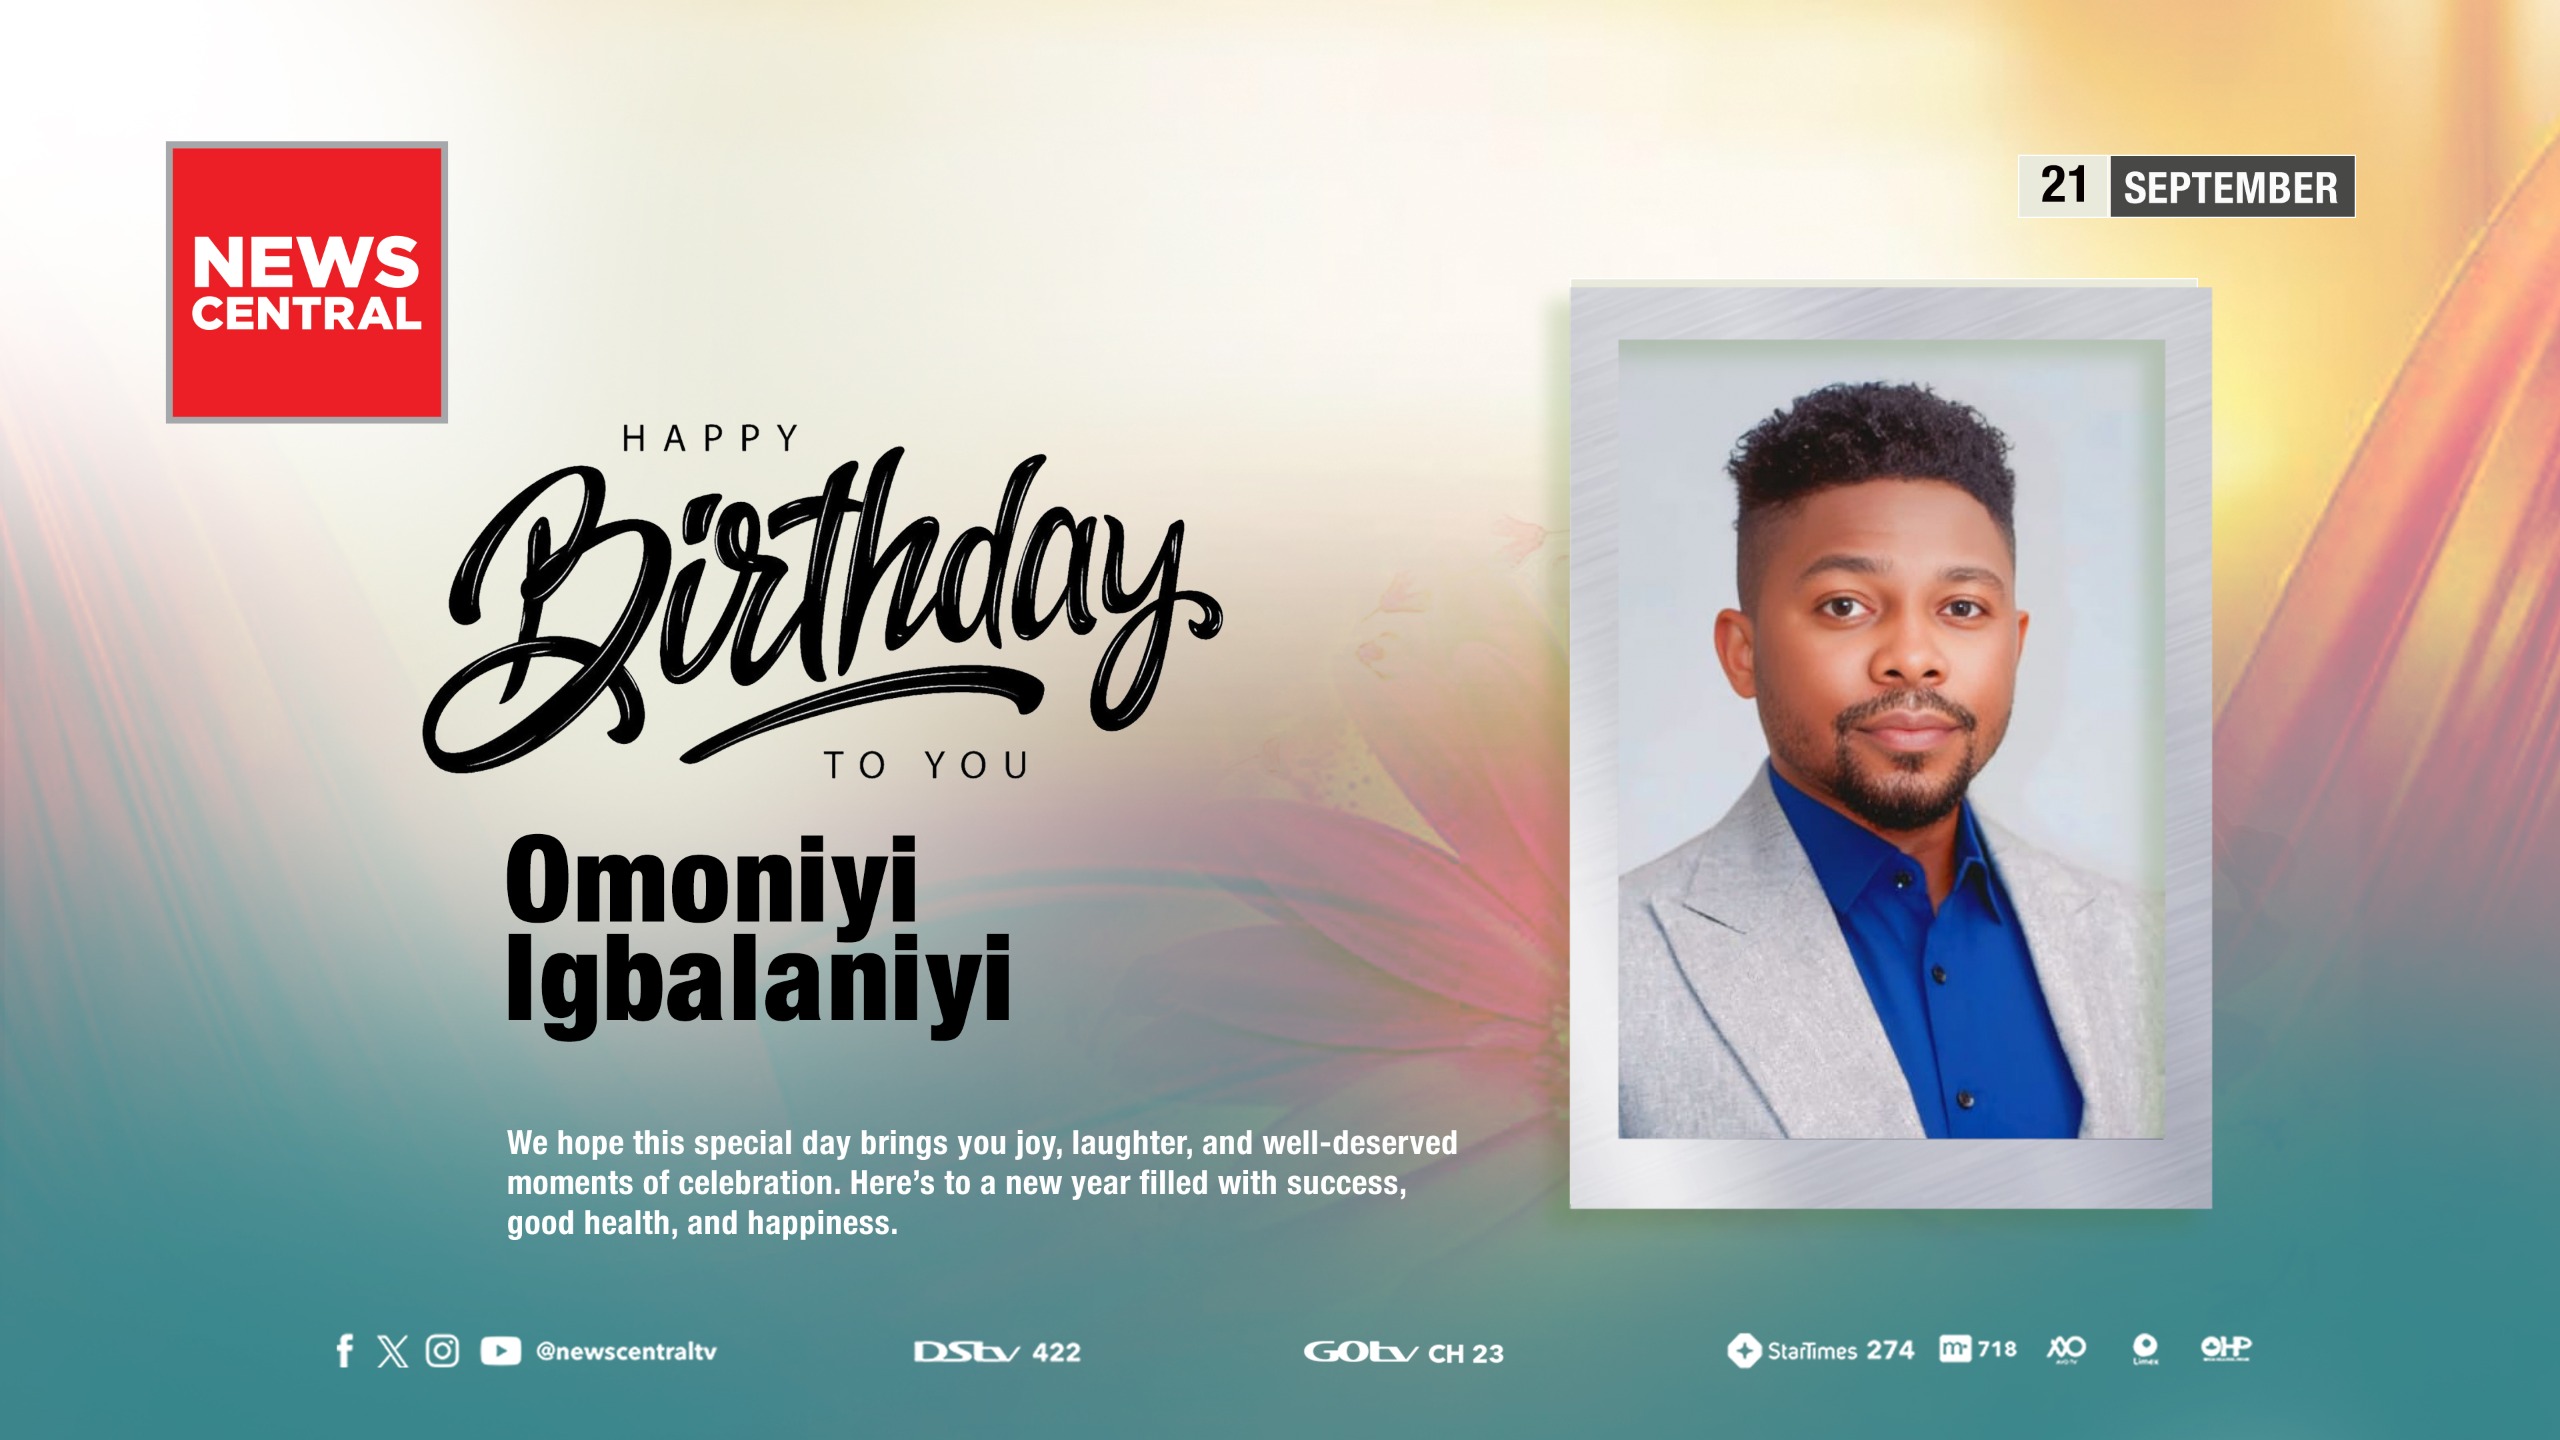 NEWS
CENTRAL
21 SEPTEMBER
HAPPY
Birthday
TO YOU
Omoniyi
Igbalaniyi
We hope this special day brings you joy, laughter, and well-deserved
moments of celebration. Here’s to a new year filled with success,
good health, and happiness.
@newscentraltv DStv 422 GOtv CH 23 StarTimes 274 718 Limex OHP